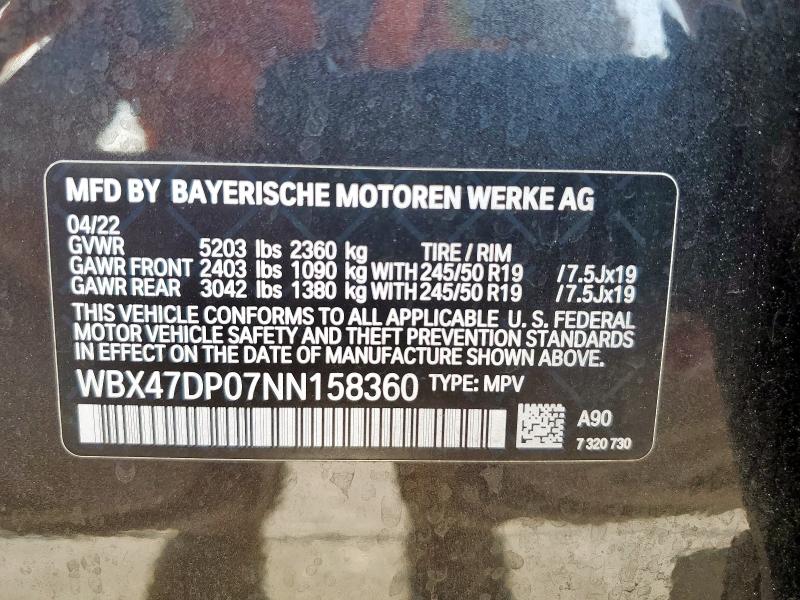 MFD BY BAYERISCHE MOTOREN WERKE AG
04/22
GVWR 5203 lbs 2360 kg TIRE / RIM
GAWR FRONT 2403 lbs 1090 kg WITH 245/50 R19 /7.5Jx19
GAWR REAR 3042 lbs 1380 kg WITH 245/50 R19 /7.5Jx19
THIS VEHICLE CONFORMS TO ALL APPLICABLE U. S. FEDERAL
MOTOR VEHICLE SAFETY AND THEFT PREVENTION STANDARDS
IN EFFECT ON THE DATE OF MANUFACTURE SHOWN ABOVE.
WBX47DP07NN158360 TYPE: MPV
A90
7 320 730